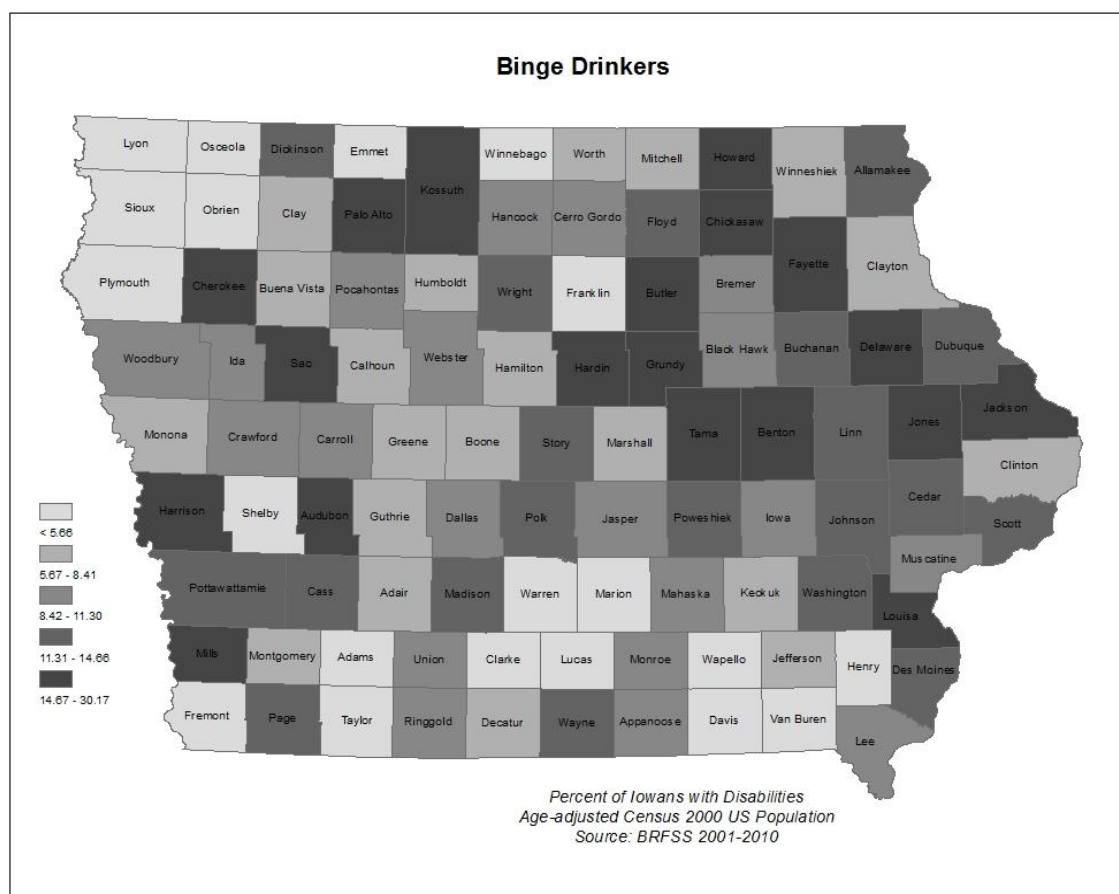 Binge Drinkers
Lyon
Osceola
Dickinson
Emmet
Kossuth
Winnebago
Worth
Mitchell
Howard
Winneshiek
Allamakee
Sioux
Obrien
Clay
Palo Alto
Hancock
Cerro Gordo
Floyd
Chickasaw
Fayette
Clayton
Plymouth
Cherokee
Buena Vista
Pocahontas
Humboldt
Wright
Franklin
Butler
Bremer
Woodbury
Ida
Sac
Calhoun
Webster
Hamilton
Hardin
Grundy
Black Hawk
Buchanan
Delaware
Dubuque
Monona
Crawford
Carroll
Greene
Boone
Story
Marshall
Tama
Benton
Linn
Jones
Jackson
Clinton
Harrison
Shelby
Audubon
Guthrie
Dallas
Polk
Jasper
Poweshiek
Iowa
Johnson
Cedar
Scott
Muscatine
Pottawattamie
Cass
Adair
Madison
Warren
Marion
Mahaska
Keokuk
Washington
Louisa
Mills
Montgomery
Adams
Union
Clarke
Lucas
Monroe
Wapello
Jefferson
Henry
Des Moines
Fremont
Page
Taylor
Ringgold
Decatur
Wayne
Appanoose
Davis
Van Buren
Lee
< 5.66
5.67 - 8.41
8.42 - 11.30
11.31 - 14.66
14.67 - 30.17
Percent of Iowans with Disabilities
Age-adjusted Census 2000 US Population
Source: BRFSS 2001-2010